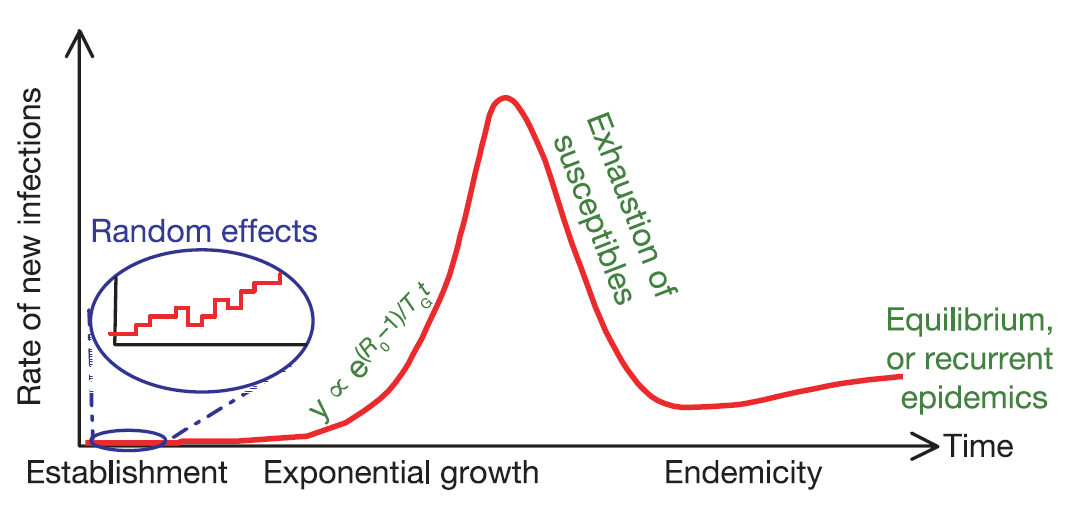 Rate of new infections
Random effects
y ∝ e(R0−1)/TGt
Exhaustion of
susceptibles
Equilibrium,
or recurrent
epidemics
Time
Establishment
Exponential growth
Endemicity